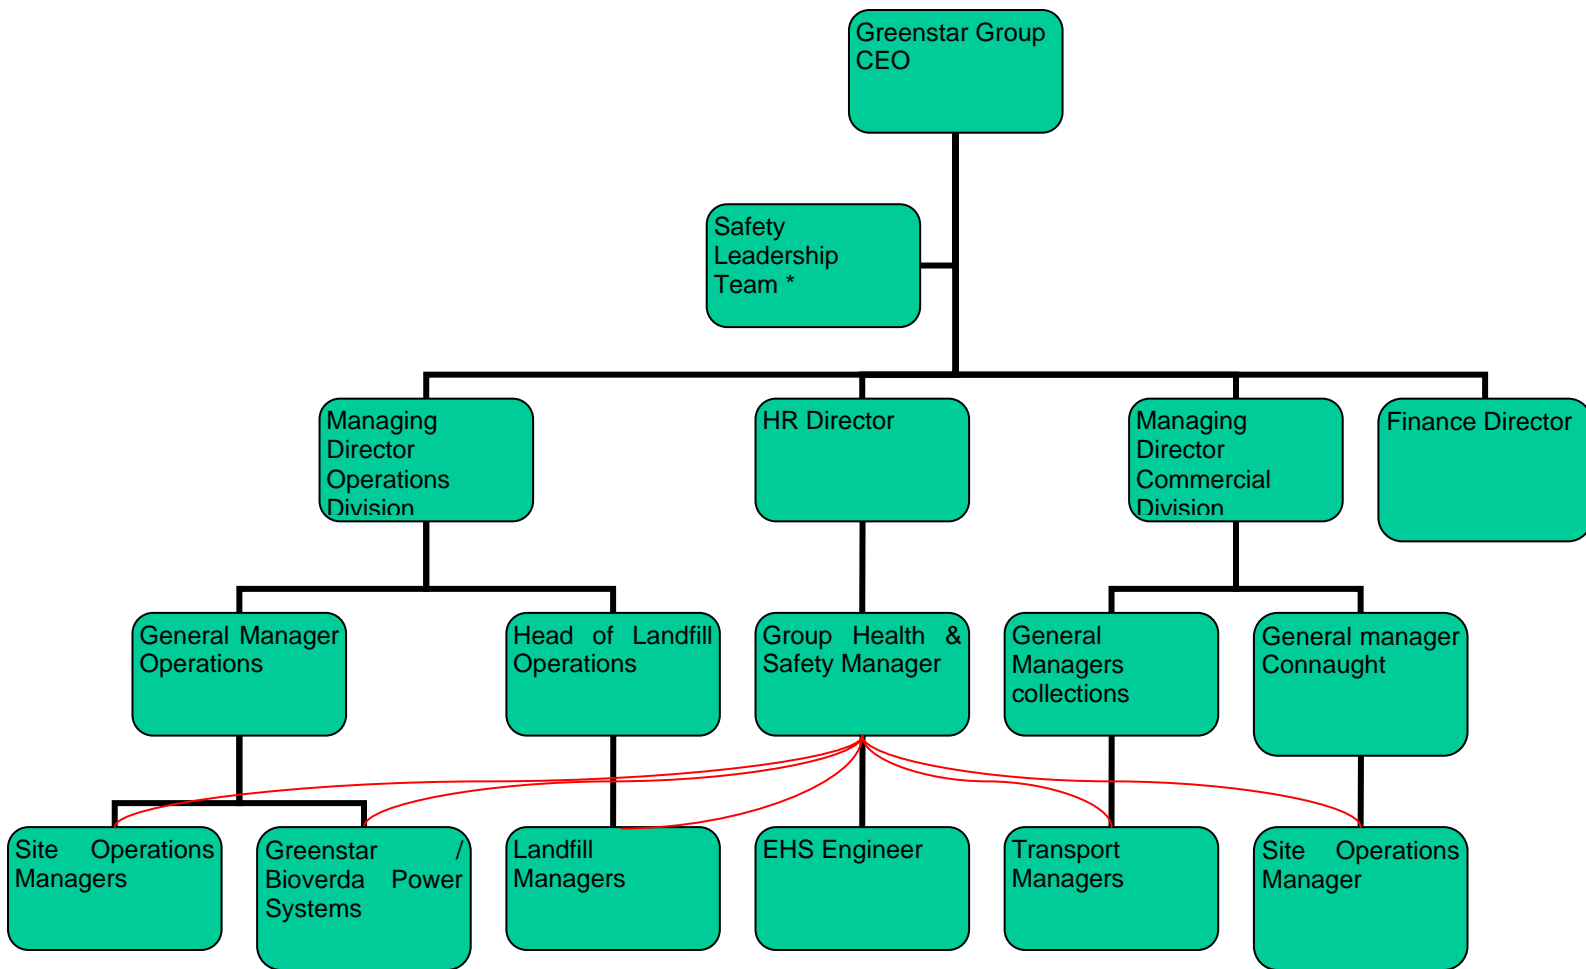 Greenstar Group
CEO
Safety
Leadership
Team *
Managing
Director
Operations
Division
HR Director
Managing
Director
Commercial
Division
Finance Director
General Manager
Operations
Head of Landfill
Operations
Group Health &
Safety Manager
General
Managers
collections
General manager
Connaught
Site Operations
Managers
Greenstar /
Bioverda Power
Systems
Landfill
Managers
EHS Engineer
Transport
Managers
Site Operations
Manager